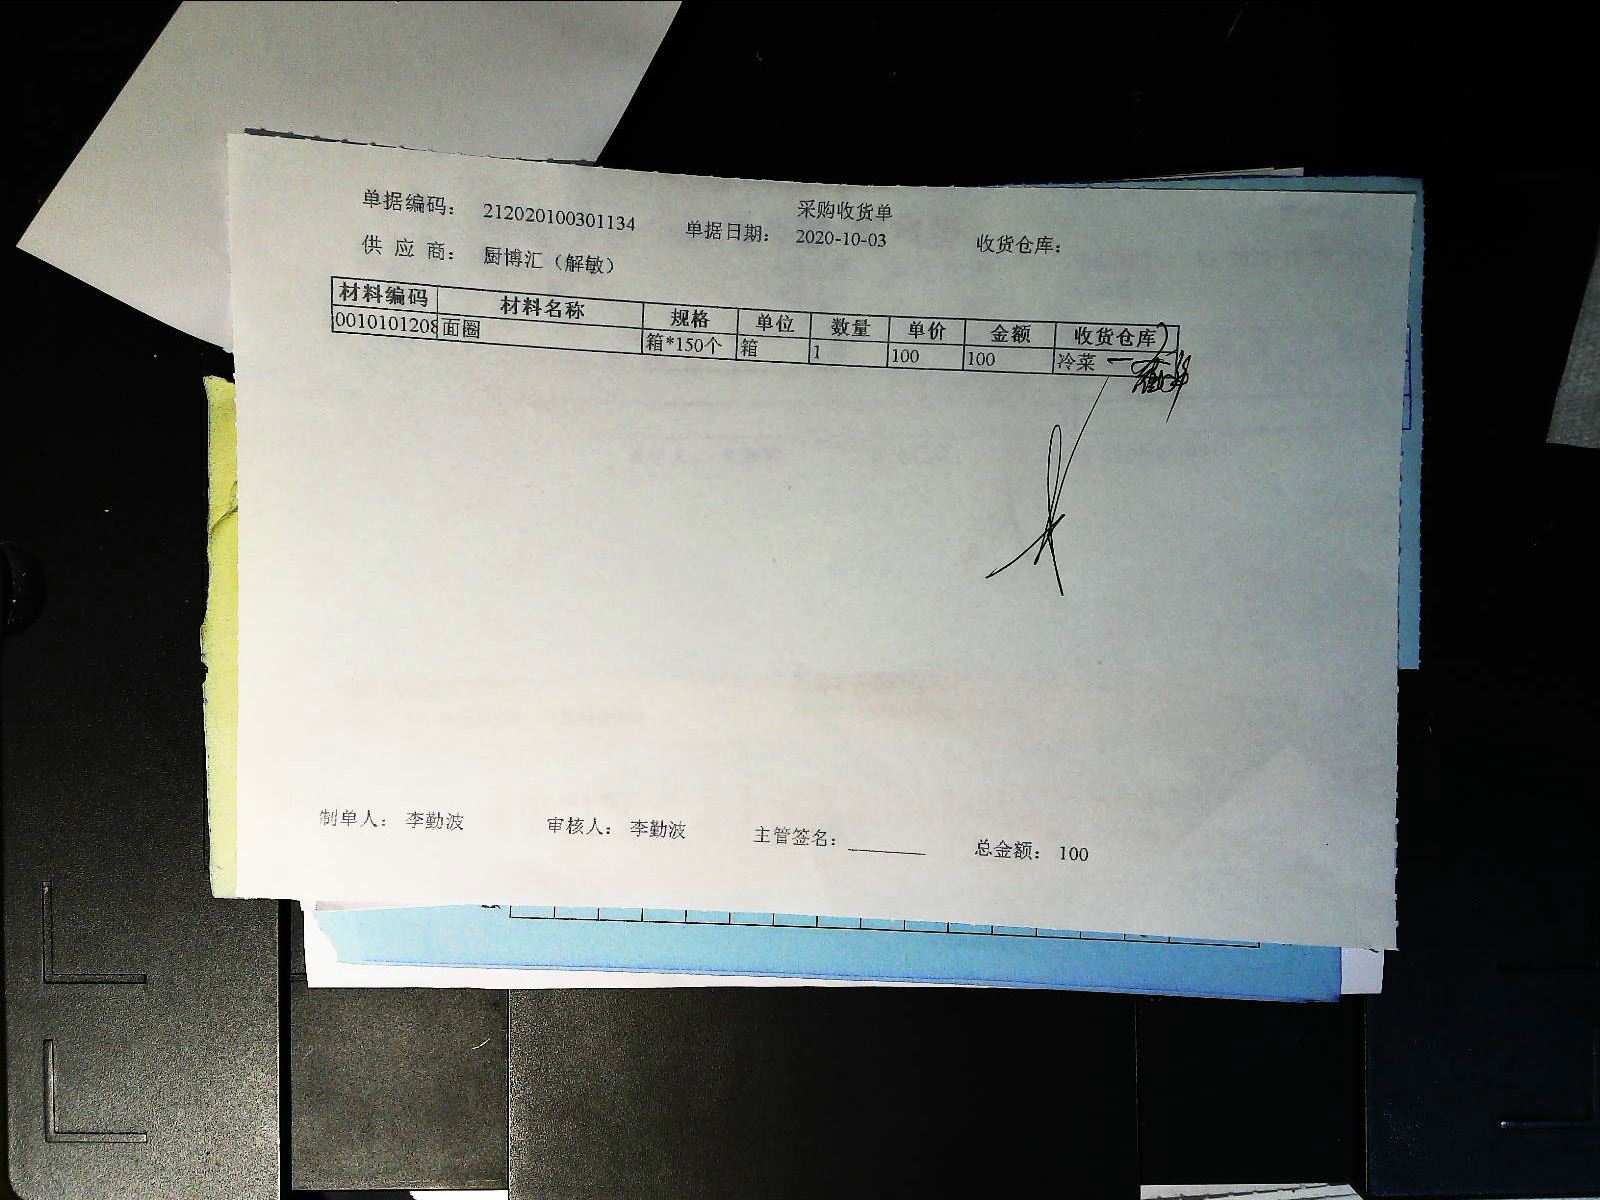 采购收货单
单据编码： 212020100301134 单据日期： 2020-10-03 收货仓库：
供 应 商： 厨博汇（解敏）
材料编码 材料名称 规格 单位 数量 单价 金额 收货仓库
0010101208 面圈 箱*150个 箱 1 100 100 冷菜
制单人： 李勤波 审核人： 李勤波 主管签名： 总金额： 100